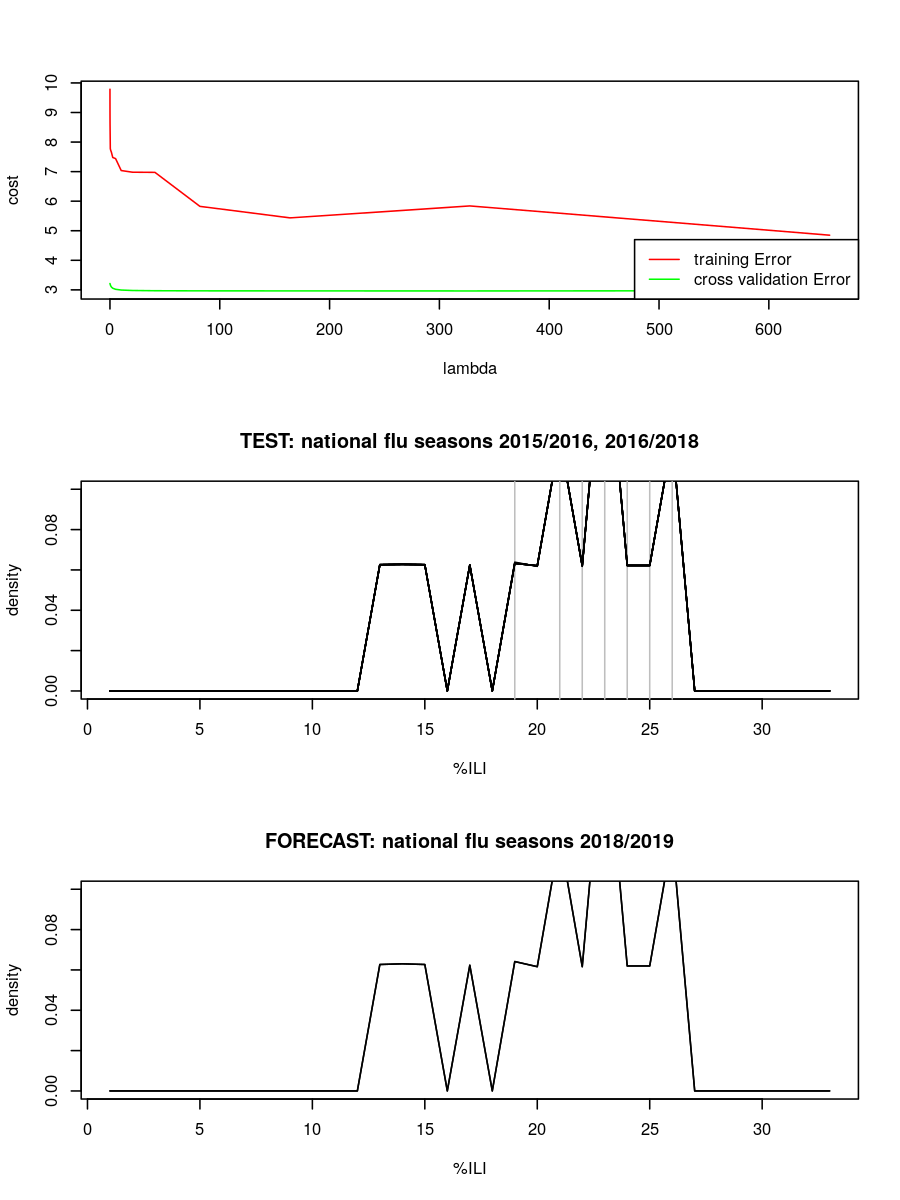 10
9
8
7
6
5
4
3
cost
training Error
cross validation Error
0 100 200 300 400 500 600
lambda
TEST: national flu seasons 2015/2016, 2016/2018
0.08
0.04
0.00
density
0 5 10 15 20 25 30
%ILI
FORECAST: national flu seasons 2018/2019
0.08
0.04
0.00
density
0 5 10 15 20 25 30
%ILI